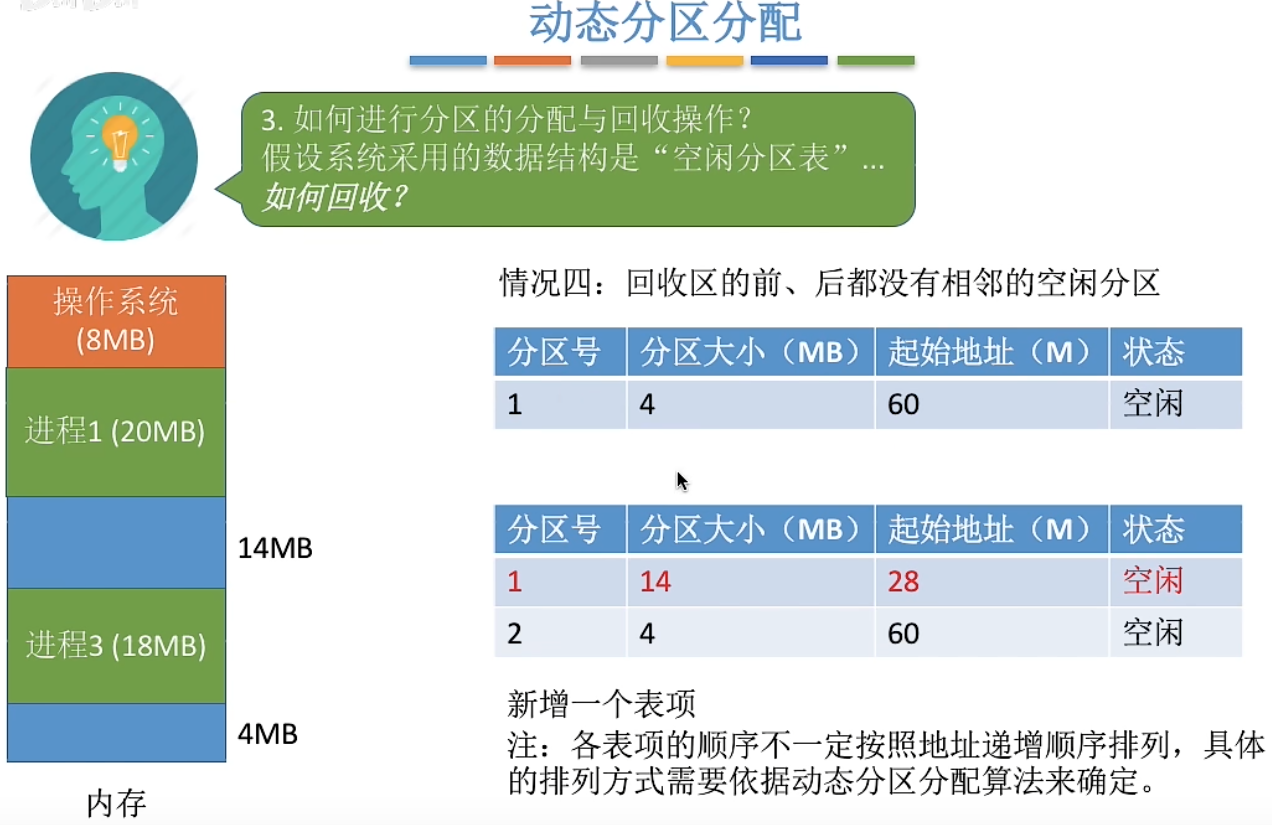 动态分区分配
3. 如何进行分区的分配与回收操作？
假设系统采用的数据结构是“空闲分区表”...
如何回收？
操作系统
(8MB)
进程1 (20MB)
14MB
进程3 (18MB)
4MB
内存
情况四：回收区的前、后都没有相邻的空闲分区
分区号 分区大小（MB） 起始地址（M） 状态
1 4 60 空闲
分区号 分区大小（MB） 起始地址（M） 状态
1 14 28 空闲
2 4 60 空闲
新增一个表项
注：各表项的顺序不一定按照地址递增顺序排列，具体
的排列方式需要依据动态分区分配算法来确定。